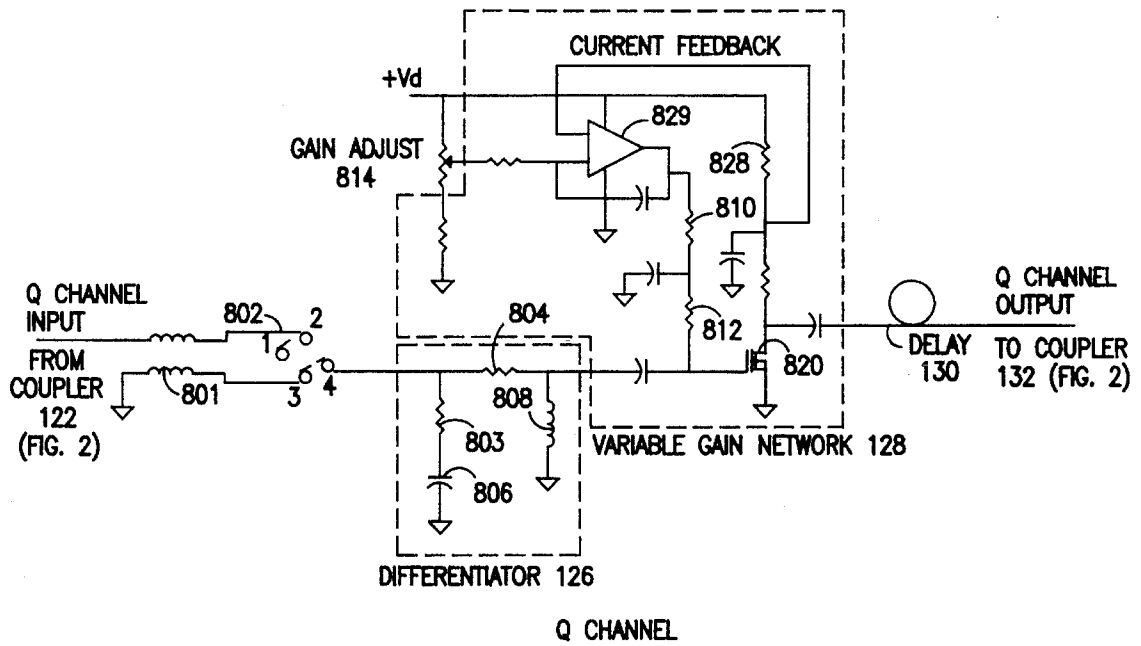 CURRENT FEEDBACK
+Vd
829
GAIN ADJUST
814
828
810
Q CHANNEL
INPUT
802
2
1
804
812
820
Q CHANNEL
OUTPUT
FROM
COUPLER
122
(FIG. 2)
801
3
4
808
803
806
DELAY
130
TO COUPLER
132 (FIG. 2)
VARIABLE GAIN NETWORK 128
DIFFERENTIATOR 126
Q CHANNEL